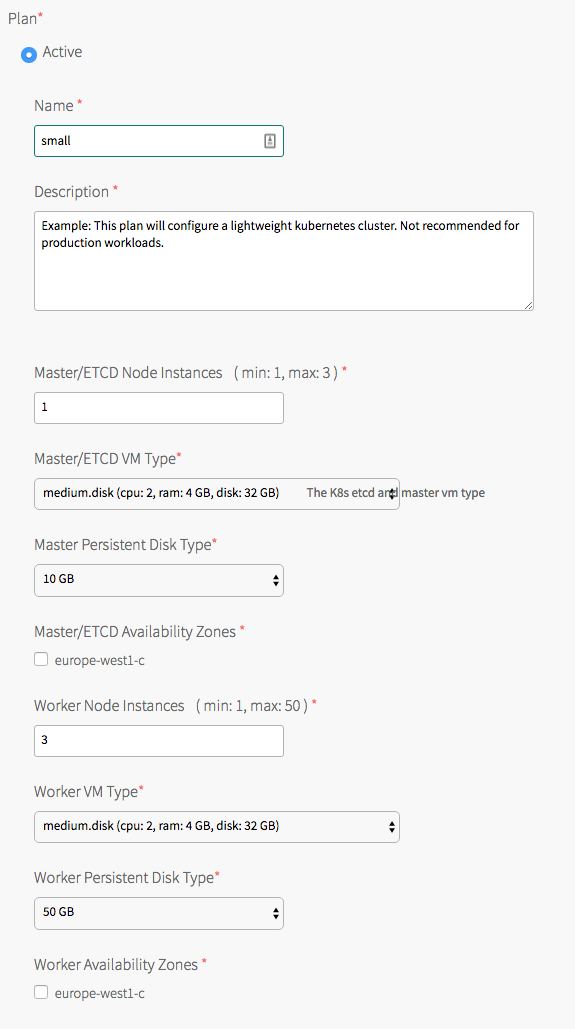 Plan*
Active
Name *
small
Description *
Example: This plan will configure a lightweight kubernetes cluster. Not recommended for
production workloads.
Master/ETCD Node Instances ( min: 1, max: 3 ) *
1
Master/ETCD VM Type*
medium.disk (cpu: 2, ram: 4 GB, disk: 32 GB) The K8s etcd and master vm type
Master Persistent Disk Type*
10 GB
Master/ETCD Availability Zones *
europe-west1-c
Worker Node Instances ( min: 1, max: 50 ) *
3
Worker VM Type*
medium.disk (cpu: 2, ram: 4 GB, disk: 32 GB)
Worker Persistent Disk Type*
50 GB
Worker Availability Zones *
europe-west1-c